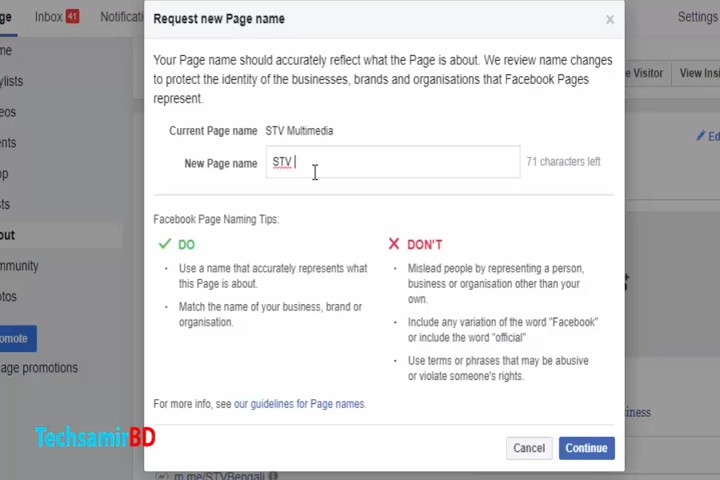 ge
Inbox 41
Settings
Request new Page name
Your Page name should accurately reflect what the Page is about. We review name changes
to protect the identity of the businesses, brands and organisations that Facebook Pages
represent.
Current Page name STV Multimedia
New Page name STV
71 characters left
Facebook Page Naming Tips:
DO
Use a name that accurately represents what
this Page is about.
Match the name of your business, brand or
organisation.
DON'T
Mislead people by representing a person,
business or organisation other than your
own.
Include any variation of the word "Facebook"
or include the word "official"
Use terms or phrases that may be abusive
or violate someone's rights.
For more info, see our guidelines for Page names.
Cancel
Continue
e Visitor
me
ylists
eos
ents
op
sts
out
mmunity
otos
omote
age promotions
TechsamirBD
m.me/STVBengali